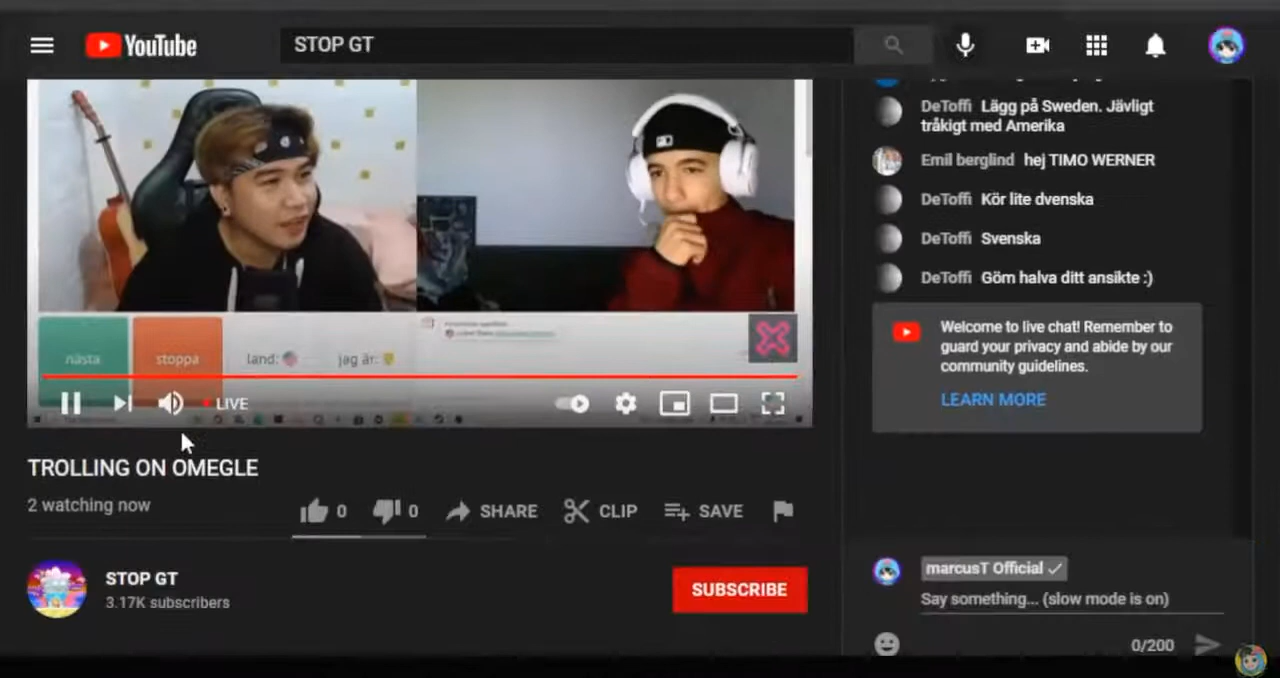 YouTube
STOP GT
DeToffi Lägg på Sweden. Jävligt
tråkigt med Amerika
Emil berglind hej TIMO WERNER
DeToffi Kör lite dvenska
DeToffi Svenska
DeToffi Göm halva ditt ansikte :)
Welcome to live chat! Remember to
guard your privacy and abide by our
community guidelines.
LEARN MORE
nästa
stoppa
land:
jag är:
LIVE
TROLLING ON OMEGLE
2 watching now
0
0
SHARE
CLIP
SAVE
STOP GT
3.17K subscribers
SUBSCRIBE
marcusT Official
Say something... (slow mode is on)
0/200